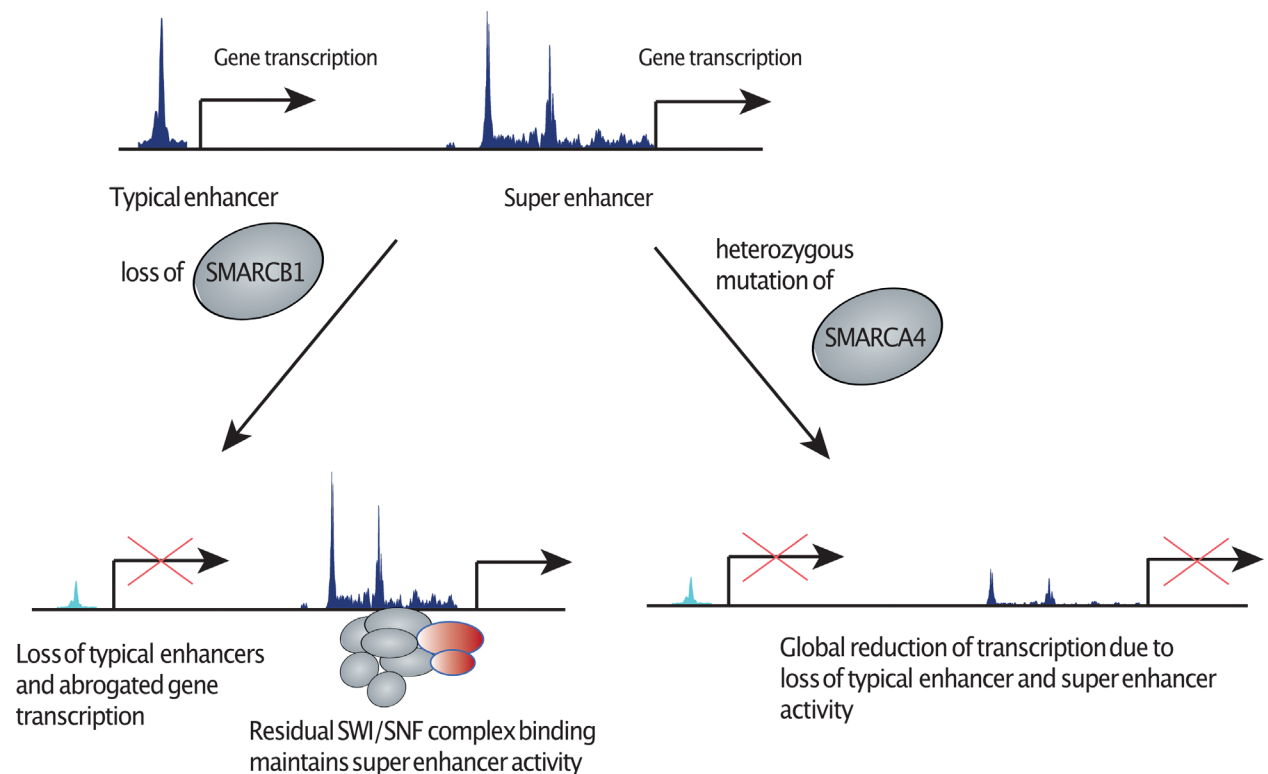 Gene transcription
Gene transcription
Typical enhancer
Super enhancer
loss of SMARCB1
heterozygous
mutation of
SMARCA4
Loss of typical enhancers
and abrogated gene
transcription
Residual SWI/SNF complex binding
maintains super enhancer activity
Global reduction of transcription due to
loss of typical enhancer and super enhancer
activity